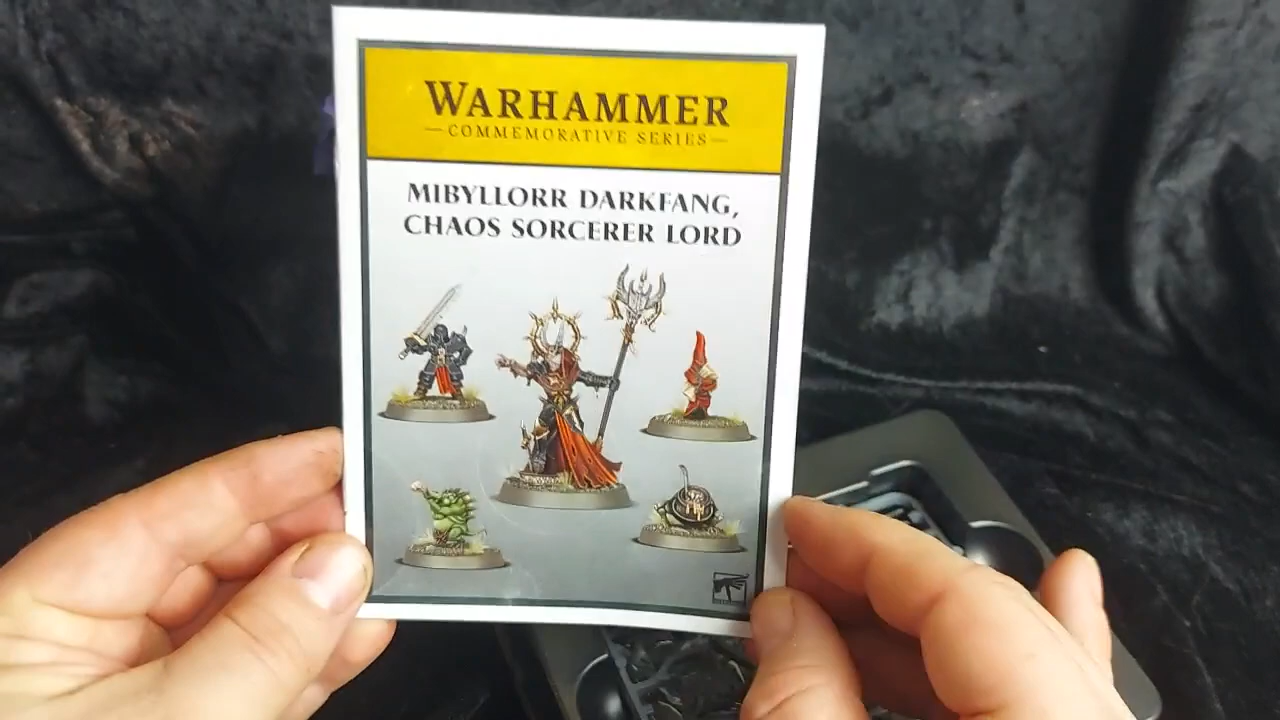 WARHAMMER
COMMEMORATIVE SERIES
MIBYLLORR DARKFANG,
CHAOS SORCERER LORD